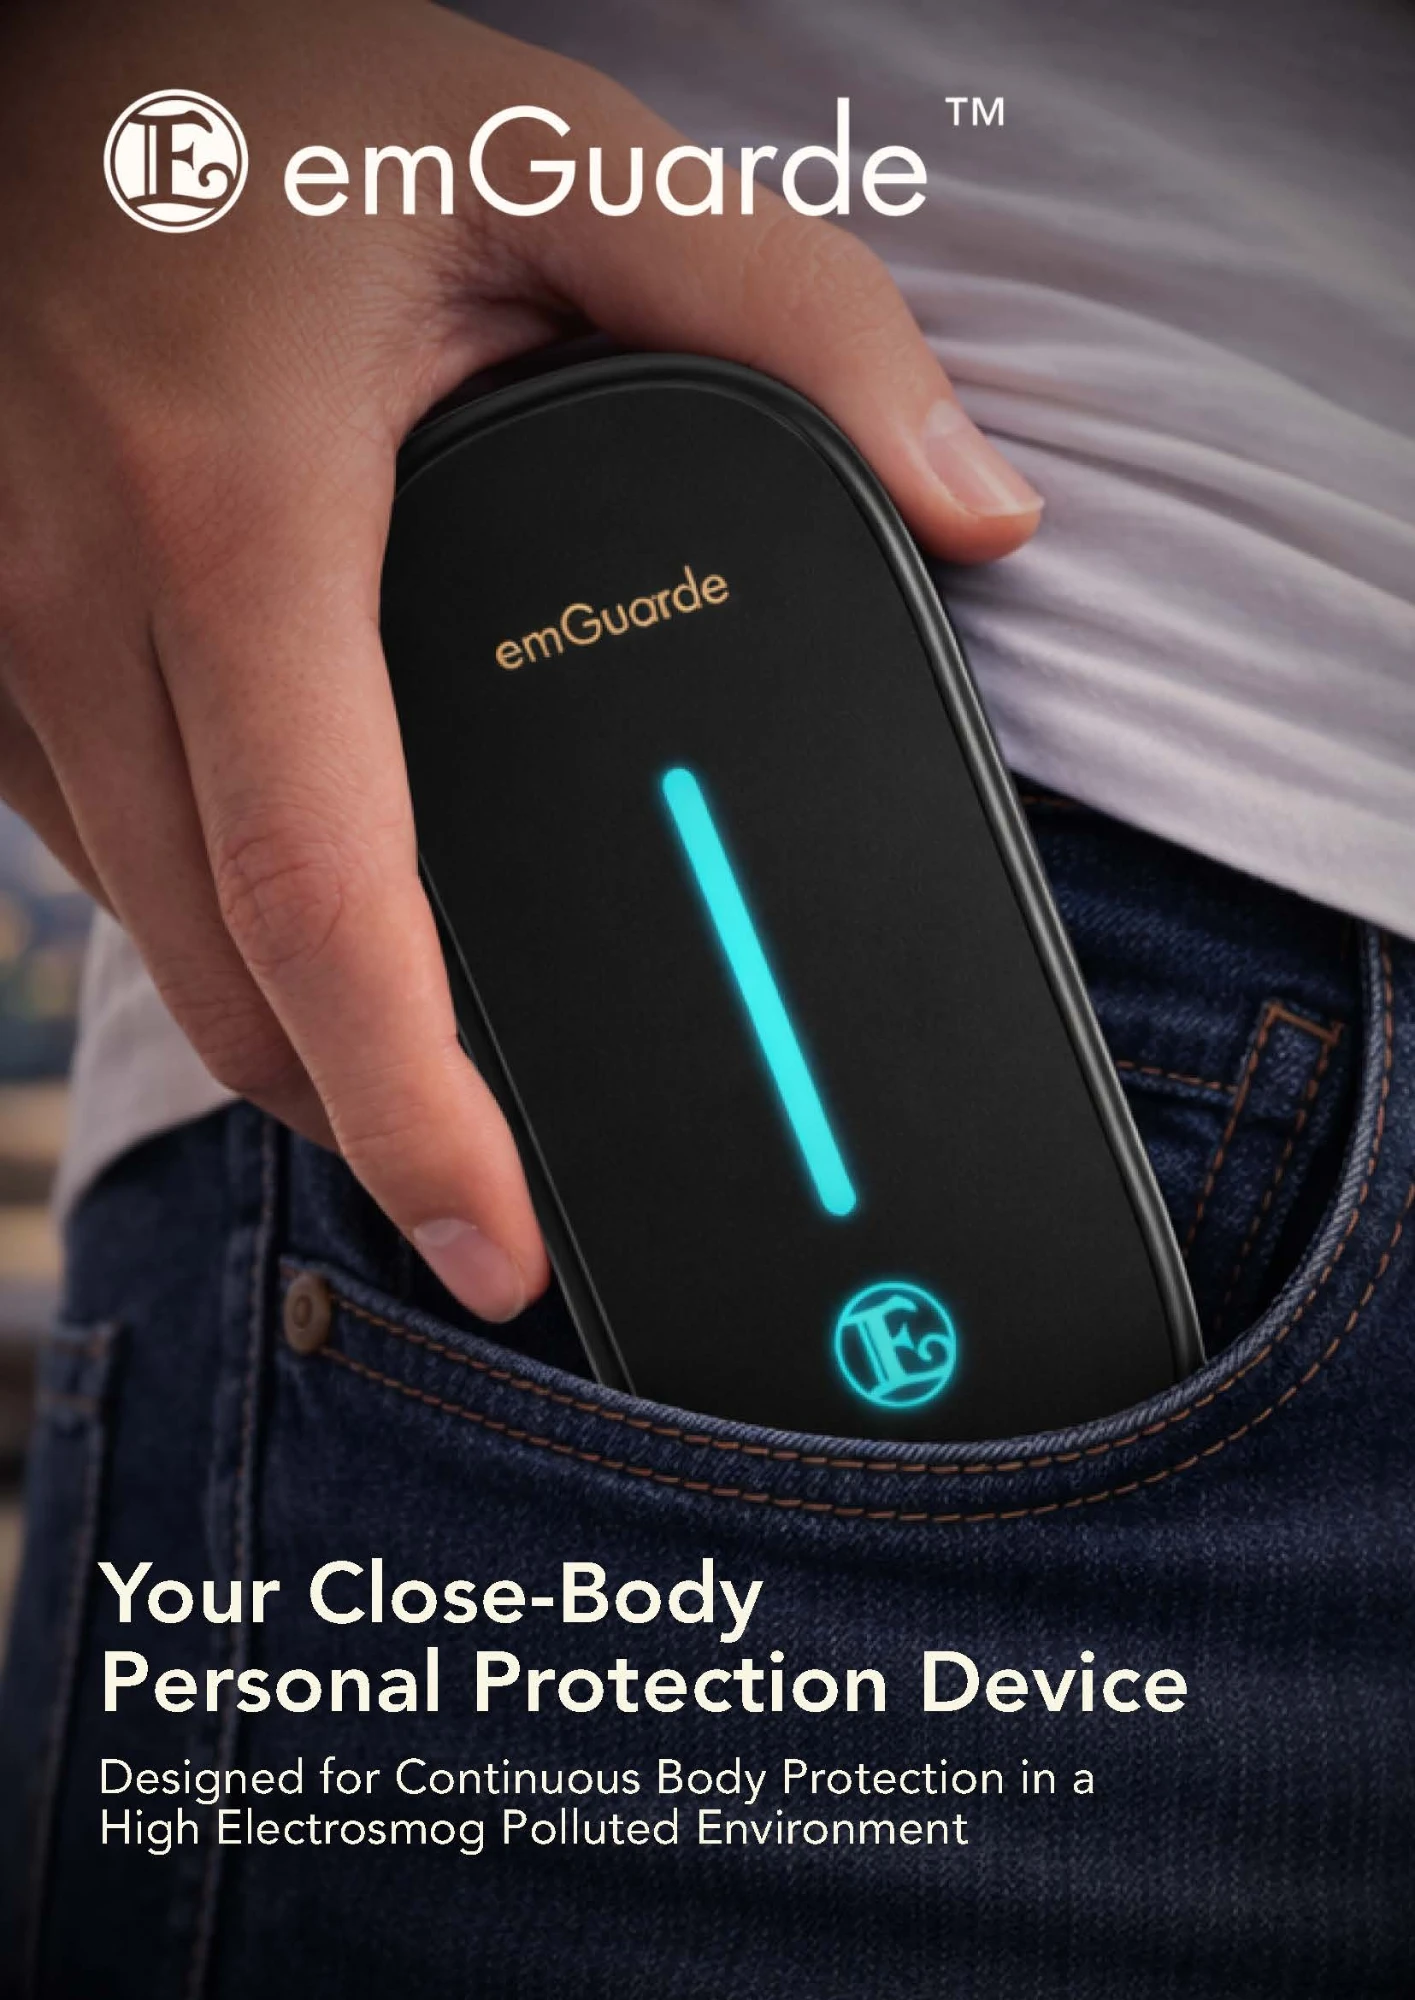 E emGuarde™
emGuarde
E
Your Close-Body
Personal Protection Device
Designed for Continuous Body Protection in a
High Electrosmog Polluted Environment